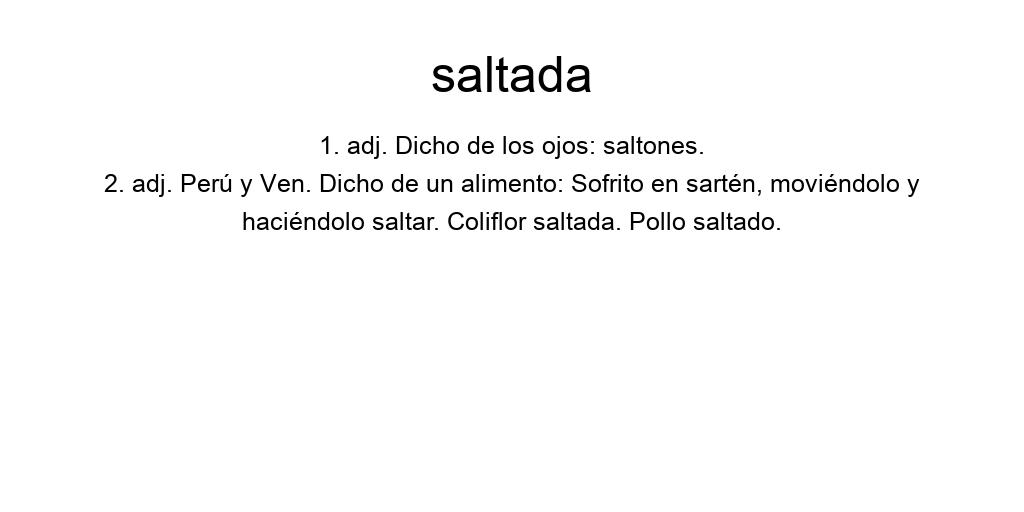 saltada
1. adj. Dicho de los ojos: saltones.
2. adj. Perú y Ven. Dicho de un alimento: Sofrito en sartén, moviéndolo y
haciéndolo saltar. Coliflor saltada. Pollo saltado.